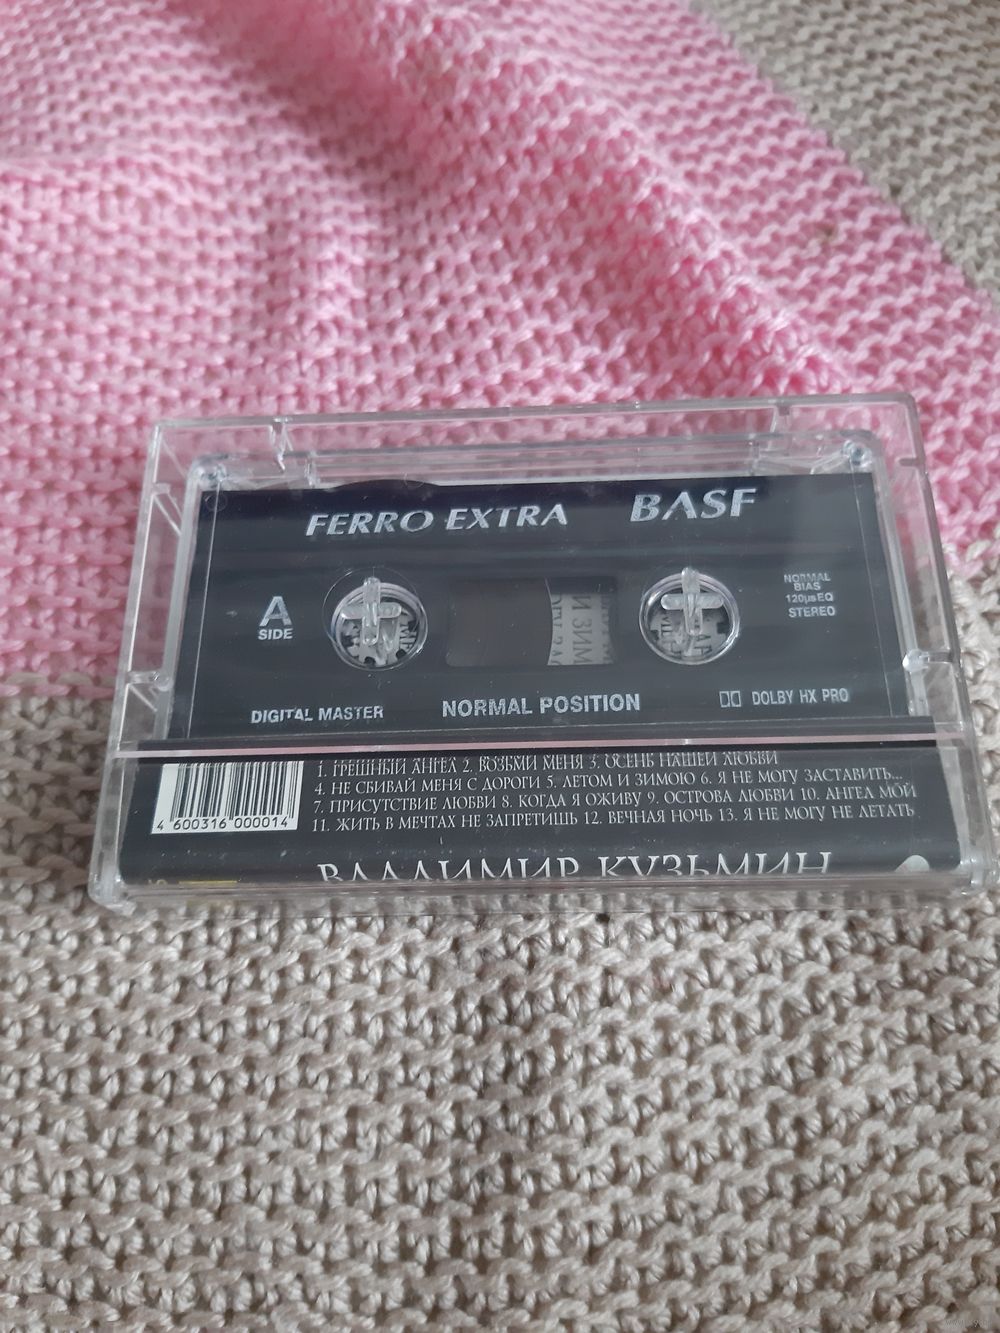 FERRO EXTRA BASF
A
SIDE
NORMAL
BIAS
120µs EQ
STEREO
И ЗИМ
DIGITAL MASTER NORMAL POSITION DOLBY HX PRO
1. ГРЕШНЫЙ АНГЕЛ 2. ВОЗЬМИ МЕНЯ 3. ОСЕНЬ НАШЕЙ ЛЮБВИ
4. НЕ СБИВАЙ МЕНЯ С ДОРОГИ 5. ЛЕТОМ И ЗИМОЮ 6. Я НЕ МОГУ ЗАСТАВИТЬ...
7. ПРИСУТСТВИЕ ЛЮБВИ 8. КОГДА Я ОЖИВУ 9. ОСТРОВА ЛЮБВИ 10. АНГЕЛ МОЙ
11. ЖИТЬ В МЕЧТАХ НЕ ЗАПРЕТИШЬ 12. ВЕЧНАЯ НОЧЬ 13. Я НЕ МОГУ НЕ ЛЕТАТЬ
4 600316 000014
ВЛАДИМИР КУЗЬМИН